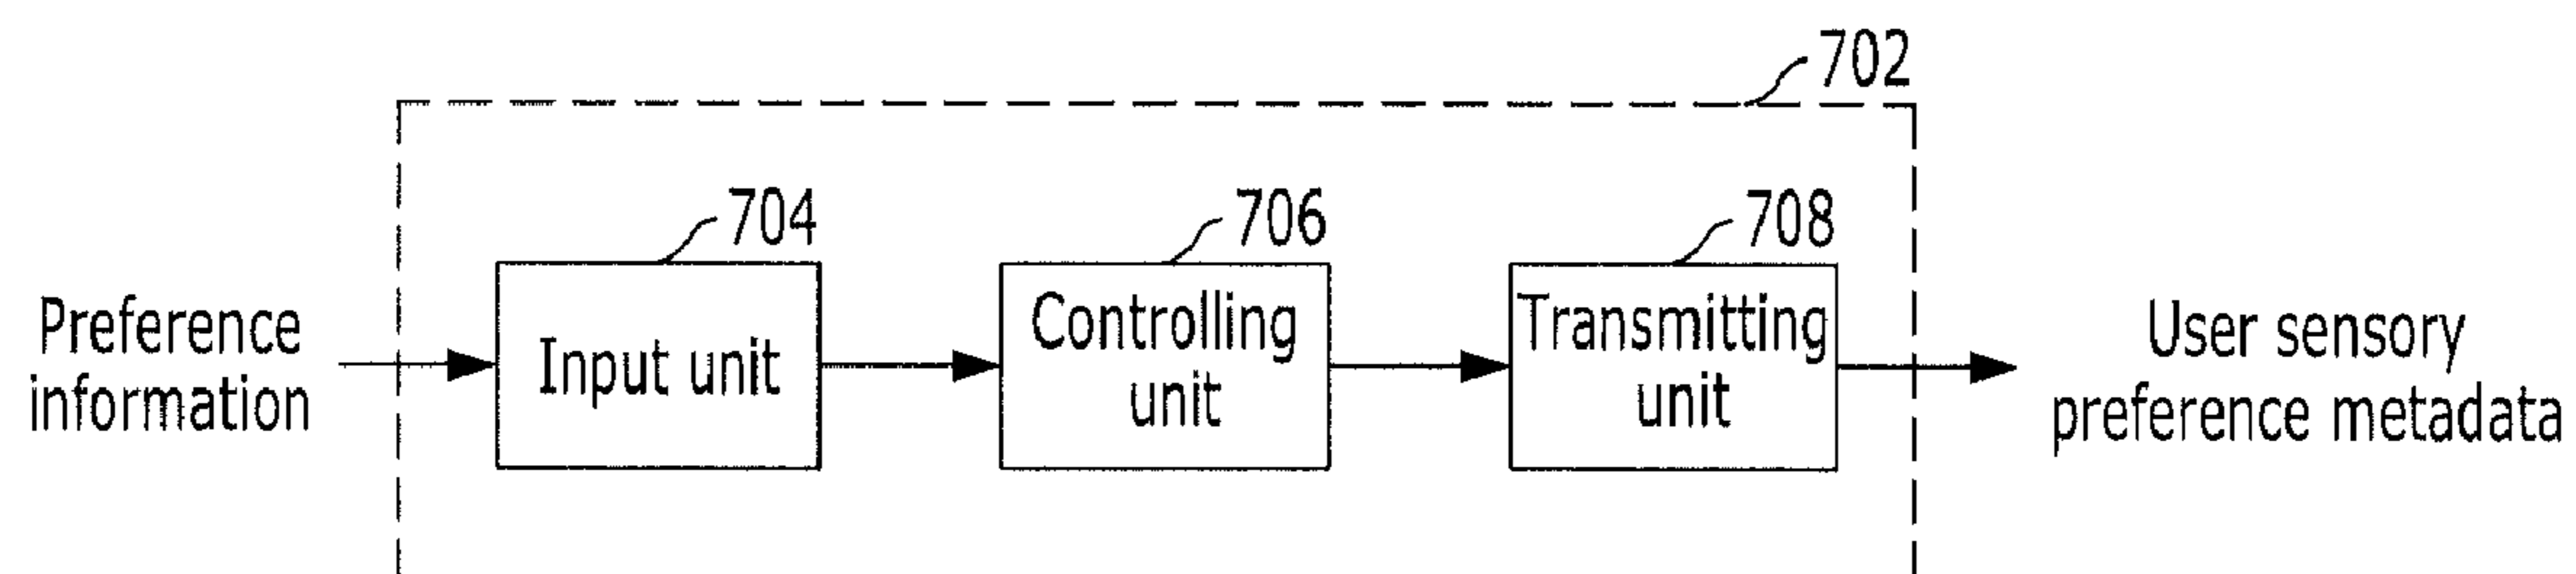 702
704
706
708
Preference
information
Input unit
Controlling
unit
Transmitting
unit
User sensory
preference metadata